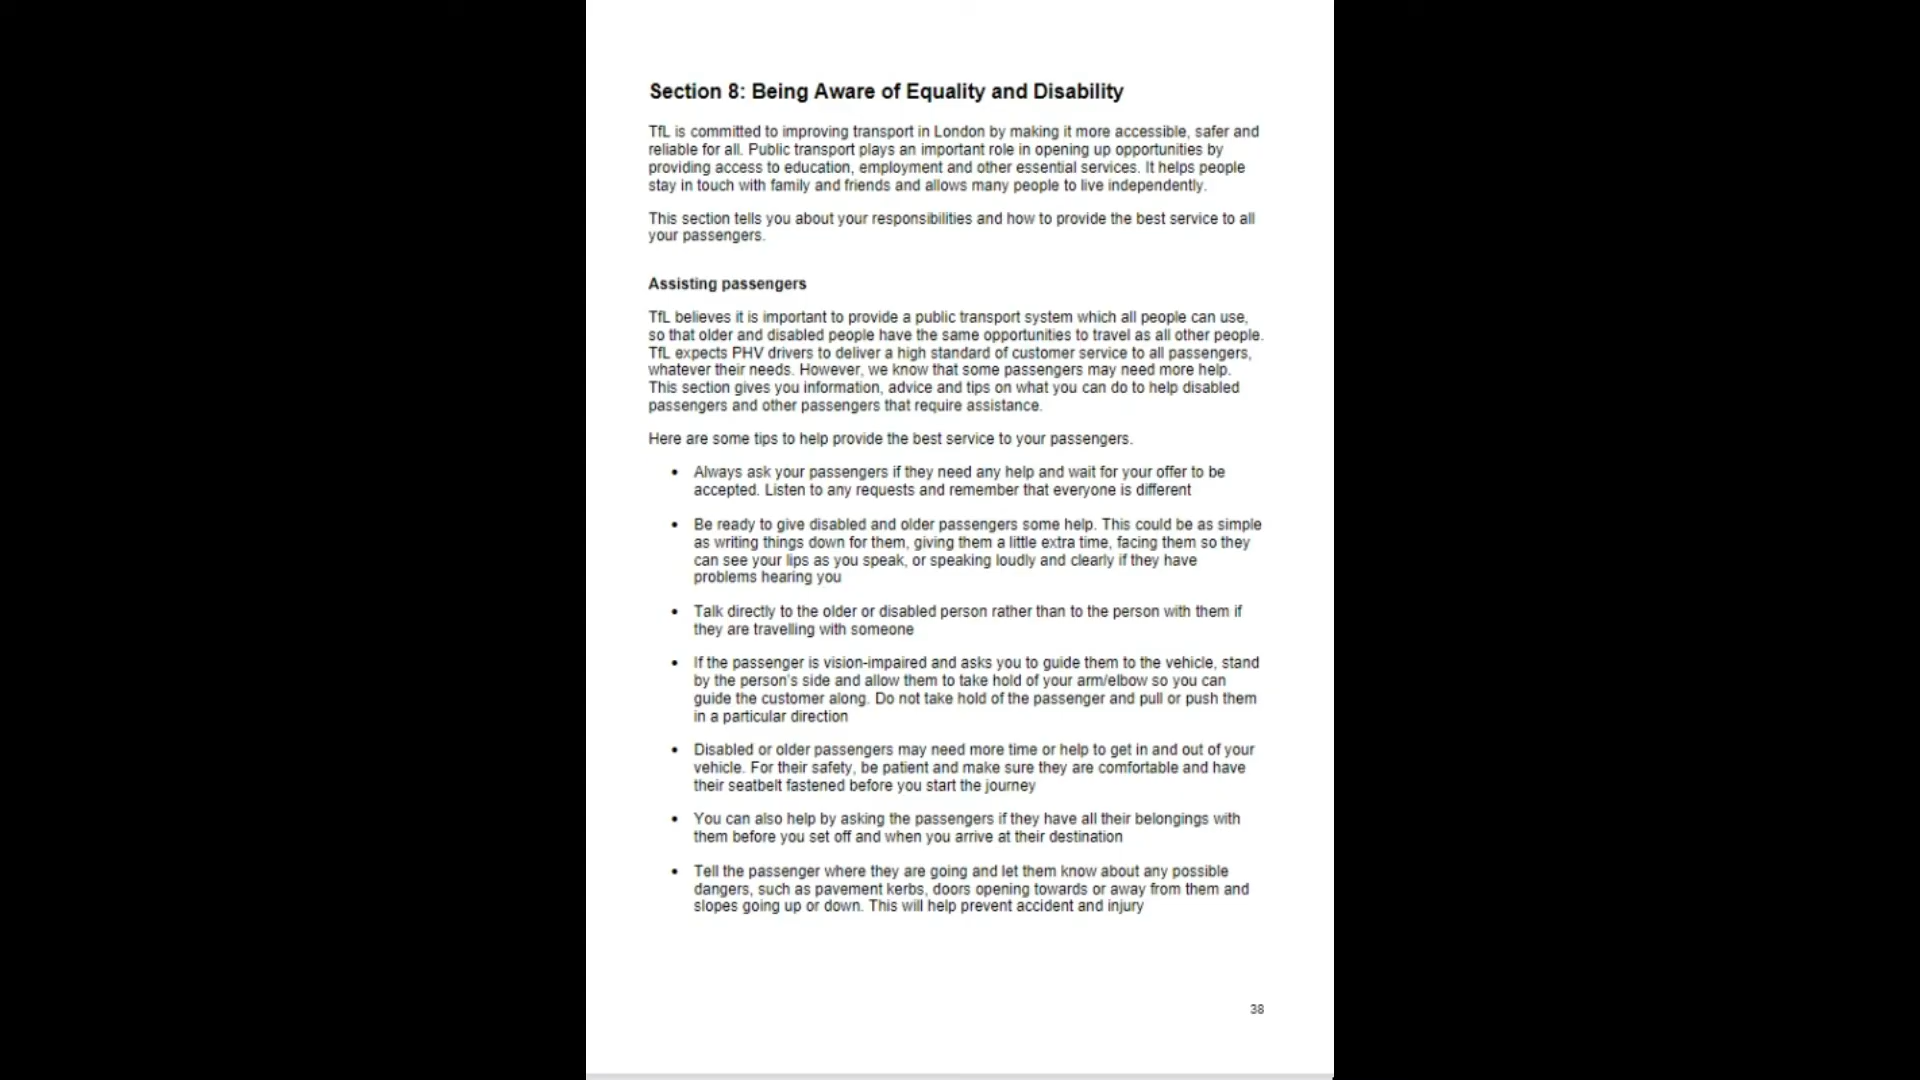 Section 8: Being Aware of Equality and Disability
TfL is committed to improving transport in London by making it more accessible, safer and
reliable for all. Public transport plays an important role in opening up opportunities by
providing access to education, employment and other essential services. It helps people
stay in touch with family and friends and allows many people to live independently.
This section tells you about your responsibilities and how to provide the best service to all
your passengers.
Assisting passengers
TfL believes it is important to provide a public transport system which all people can use,
so that older and disabled people have the same opportunities to travel as all other people.
TfL expects PHV drivers to deliver a high standard of customer service to all passengers,
whatever their needs. However, we know that some passengers may need more help.
This section gives you information, advice and tips on what you can do to help disabled
passengers and other passengers that require assistance.
Here are some tips to help provide the best service to your passengers.
• Always ask your passengers if they need any help and wait for your offer to be
accepted. Listen to any requests and remember that everyone is different
• Be ready to give disabled and older passengers some help. This could be as simple
as writing things down for them, giving them a little extra time, facing them so they
can see your lips as you speak, or speaking loudly and clearly if they have
problems hearing you
• Talk directly to the older or disabled person rather than to the person with them if
they are travelling with someone
• If the passenger is vision-impaired and asks you to guide them to the vehicle, stand
by the person's side and allow them to take hold of your arm/elbow so you can
guide the customer along. Do not take hold of the passenger and pull or push them
in a particular direction
• Disabled or older passengers may need more time or help to get in and out of your
vehicle. For their safety, be patient and make sure they are comfortable and have
their seatbelt fastened before you start the journey
• You can also help by asking the passengers if they have all their belongings with
them before you set off and when you arrive at their destination
• Tell the passenger where they are going and let them know about any possible
dangers, such as pavement kerbs, doors opening towards or away from them and
slopes going up or down. This will help prevent accident and injury
38